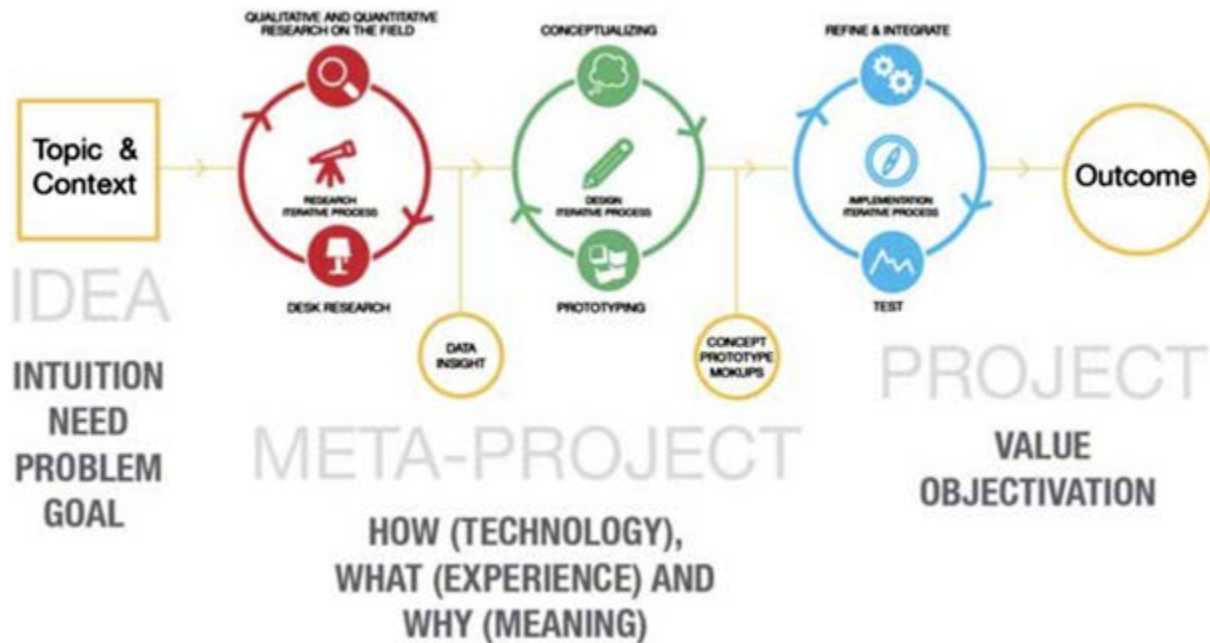 QUALITATIVE AND QUANTITATIVE
RESEARCH ON THE FIELD
CONCEPTUALIZING
REFINE & INTEGRATE
Topic &
Context
RESEARCH
ITERATIVE PROCESS
DESIGN
ITERATIVE PROCESS
IMPLEMENTATION
ITERATIVE PROCESS
Outcome
DESK RESEARCH
PROTOTYPING
TEST
DATA
INSIGHT
CONCEPT
PROTOTYPE
MOKUPS
IDEA
INTUITION
NEED
PROBLEM
GOAL
META-PROJECT
HOW (TECHNOLOGY),
WHAT (EXPERIENCE) AND
WHY (MEANING)
PROJECT
VALUE
OBJECTIVATION